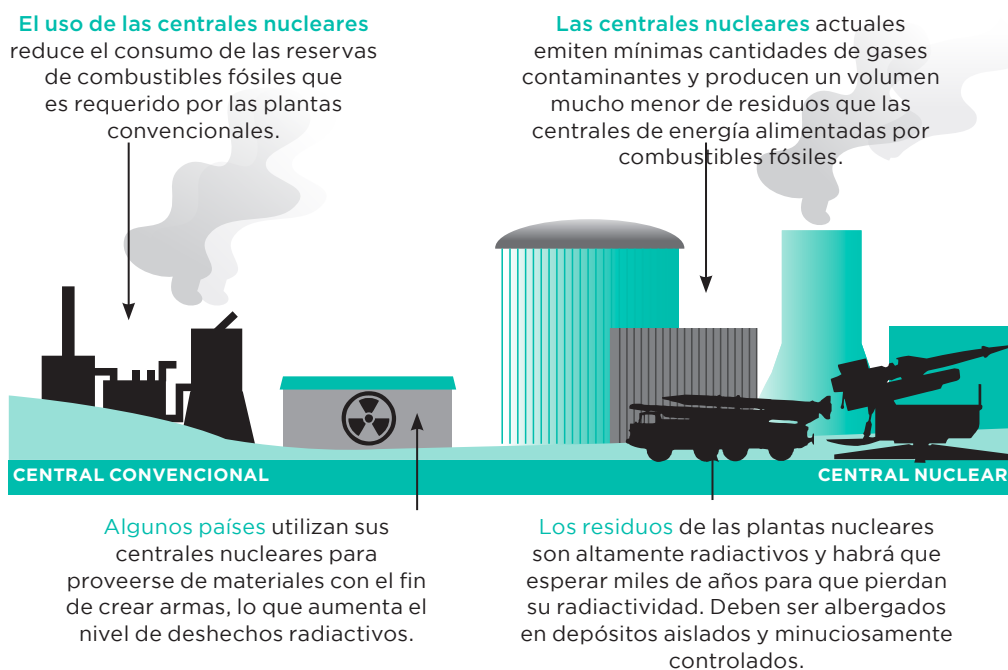 El uso de las centrales nucleares
reduce el consumo de las reservas
de combustibles fósiles que
es requerido por las plantas
convencionales.
Las centrales nucleares actuales
emiten mínimas cantidades de gases
contaminantes y producen un volumen
mucho menor de residuos que las
centrales de energía alimentadas por
combustibles fósiles.
CENTRAL CONVENCIONAL
CENTRAL NUCLEAR
Algunos países utilizan sus
centrales nucleares para
proveerse de materiales con el fin
de crear armas, lo que aumenta el
nivel de deshechos radiactivos.
Los residuos de las plantas nucleares
son altamente radiactivos y habrá que
esperar miles de años para que pierdan
su radiactividad. Deben ser albergados
en depósitos aislados y minuciosamente
controlados.